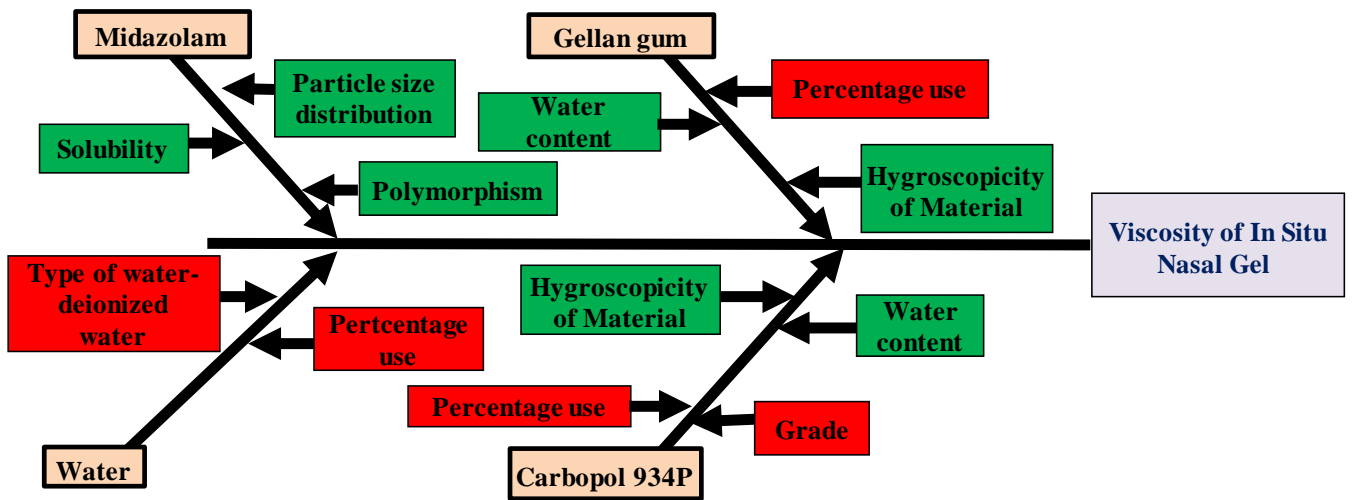 Midazolam
Gellan gum
Particle size
distribution
Percentage use
Water
content
Solubility
Polymorphism
Hygroscopicity
of Material
Viscosity of In Situ
Nasal Gel
Type of water-
deionized
water
Hygroscopicity
of Material
Pertcentage
use
Water
content
Percentage use
Grade
Water
Carbopol 934P